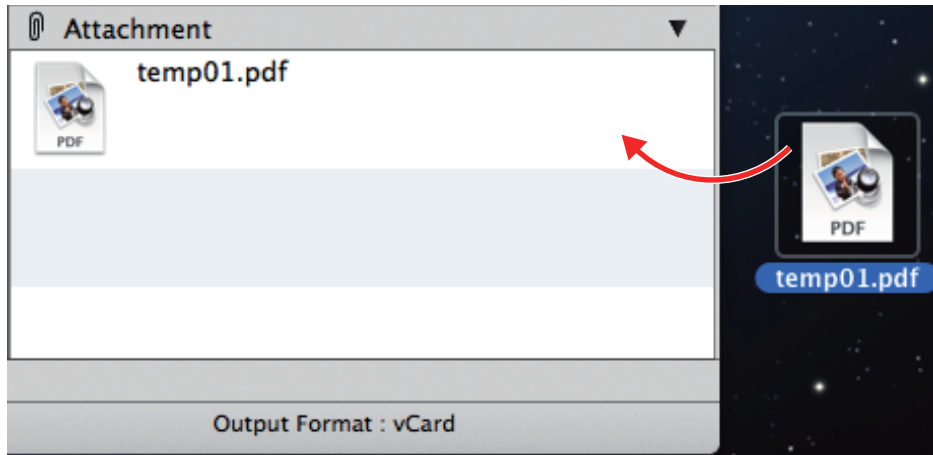 Attachment
temp01.pdf
PDF
PDF
temp01.pdf
Output Format : vCard